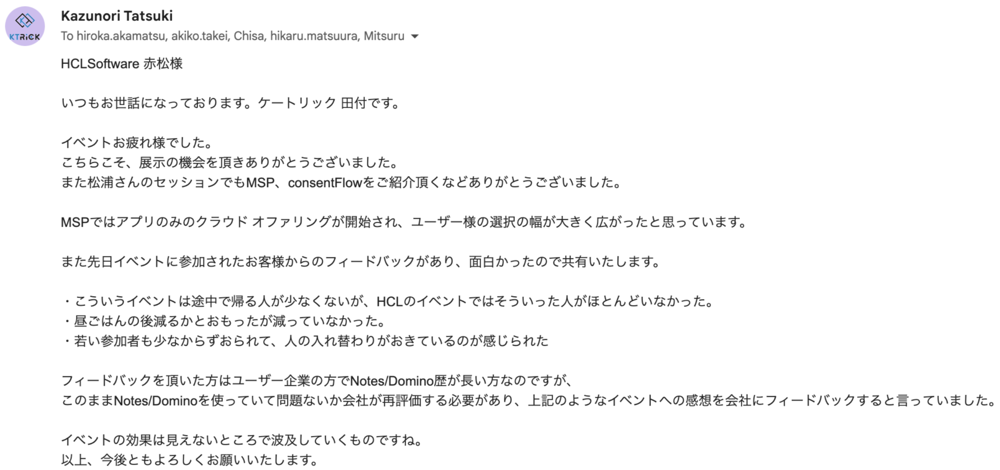 KTRiCK
Kazunori Tatsuki
To hiroka.akamatsu, akiko.takei, Chisa, hikaru.matsuura, Mitsuru
HCLSoftware 赤松様
いつもお世話になっております。ケートリック 田付です。
イベントお疲れ様でした。
こちらこそ、展示の機会を頂きありがとうございました。
また松浦さんのセッションでもMSP、consentFlowをご紹介頂くなどありがとうございました。
MSPではアプリのみのクラウド オファリングが開始され、ユーザー様の選択の幅が大きく広がったと思っています。
また先日イベントに参加されたお客様からのフィードバックがあり、面白かったので共有いたします。
・こういうイベントは途中で帰る人が少なくないが、HCLのイベントではそういった人がほとんどいなかった。
・昼ごはんの後減るかとおもったが減っていなかった。
・若い参加者も少なからずおられて、人の入れ替わりがおきているのが感じられた
フィードバックを頂いた方はユーザー企業の方でNotes/Domino歴が長い方なのですが、
このままNotes/Dominoを使っていて問題ないか会社が再評価する必要があり、上記のようなイベントへの感想を会社にフィードバックすると言っていました。
イベントの効果は見えないところで波及していくものですね。
以上、今後ともよろしくお願いいたします。